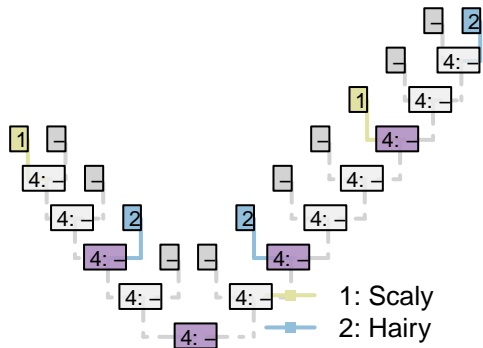 – 2
– 4: –
1 4: –
1 – – 4: –
4: – – – 4: –
4: – 2 2 4: –
4: – – – 4: –
4: – 4: – 1: Scaly
4: – 2: Hairy